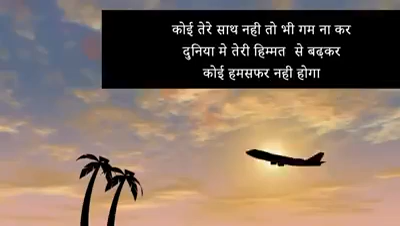 कोई तेरे साथ नही तो भी गम ना कर
दुनिया मे तेरी हिम्मत से बढ़कर
कोई हमसफर नही होगा